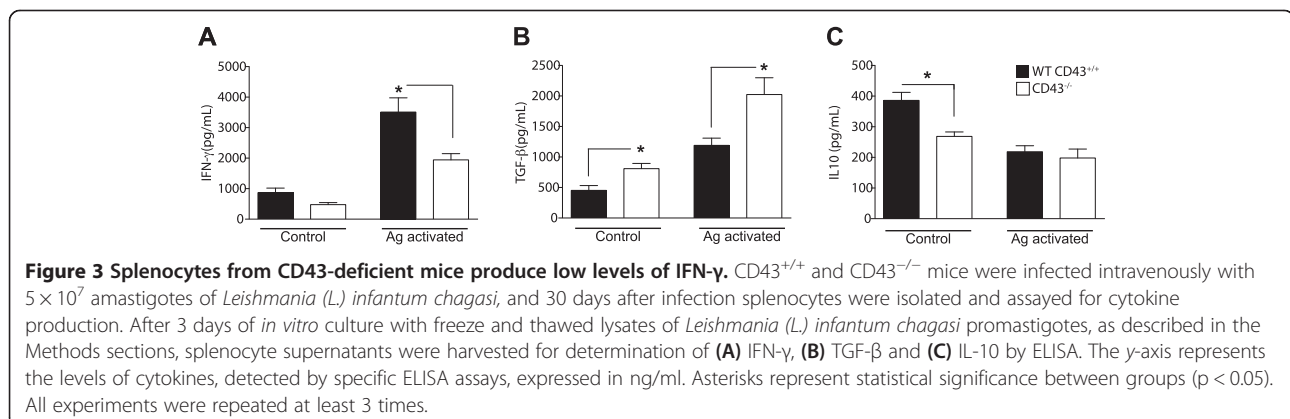 A
B
C
5000
4000
3000
2000
1000
0
IFN-γ(pg/mL)
*
Control
Ag activated
2500
2000
1500
1000
500
0
TGF-β(pg/mL)
*
*
Control
Ag activated
500
400
300
200
100
0
IL10 (pg/mL)
*
Control
Ag activated
WT CD43+/+
CD43-/-
Figure 3 Splenocytes from CD43-deficient mice produce low levels of IFN-γ. CD43+/+ and CD43−/− mice were infected intravenously with
5 × 10⁷ amastigotes of Leishmania (L.) infantum chagasi, and 30 days after infection splenocytes were isolated and assayed for cytokine
production. After 3 days of in vitro culture with freeze and thawed lysates of Leishmania (L.) infantum chagasi promastigotes, as described in the
Methods sections, splenocyte supernatants were harvested for determination of (A) IFN-γ, (B) TGF-β and (C) IL-10 by ELISA. The y-axis represents
the levels of cytokines, detected by specific ELISA assays, expressed in ng/ml. Asterisks represent statistical significance between groups (p < 0.05).
All experiments were repeated at least 3 times.